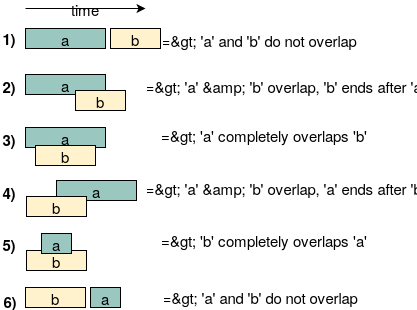 time
1) a b =&gt; 'a' and 'b' do not overlap
2) a b =&gt; 'a' &amp; 'b' overlap, 'b' ends after
3) a b =&gt; 'a' completely overlaps 'b'
4) a b =&gt; 'a' &amp; 'b' overlap, 'a' ends after
5) a b =&gt; 'b' completely overlaps 'a'
6) b a =&gt; 'a' and 'b' do not overlap